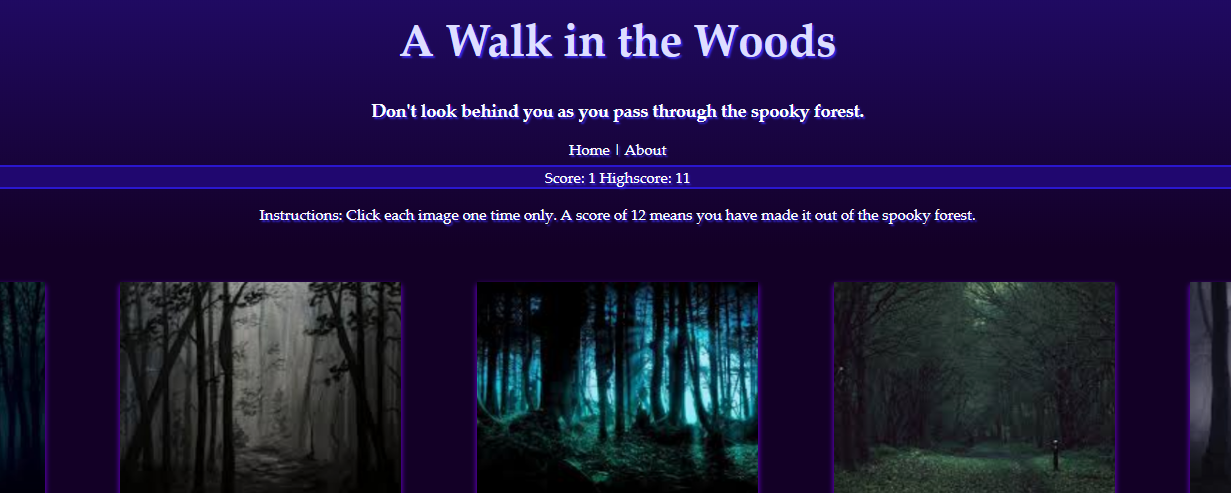 A Walk in the Woods
Don't look behind you as you pass through the spooky forest.
Home | About
Score: 1 Highscore: 11
Instructions: Click each image one time only. A score of 12 means you have made it out of the spooky forest.